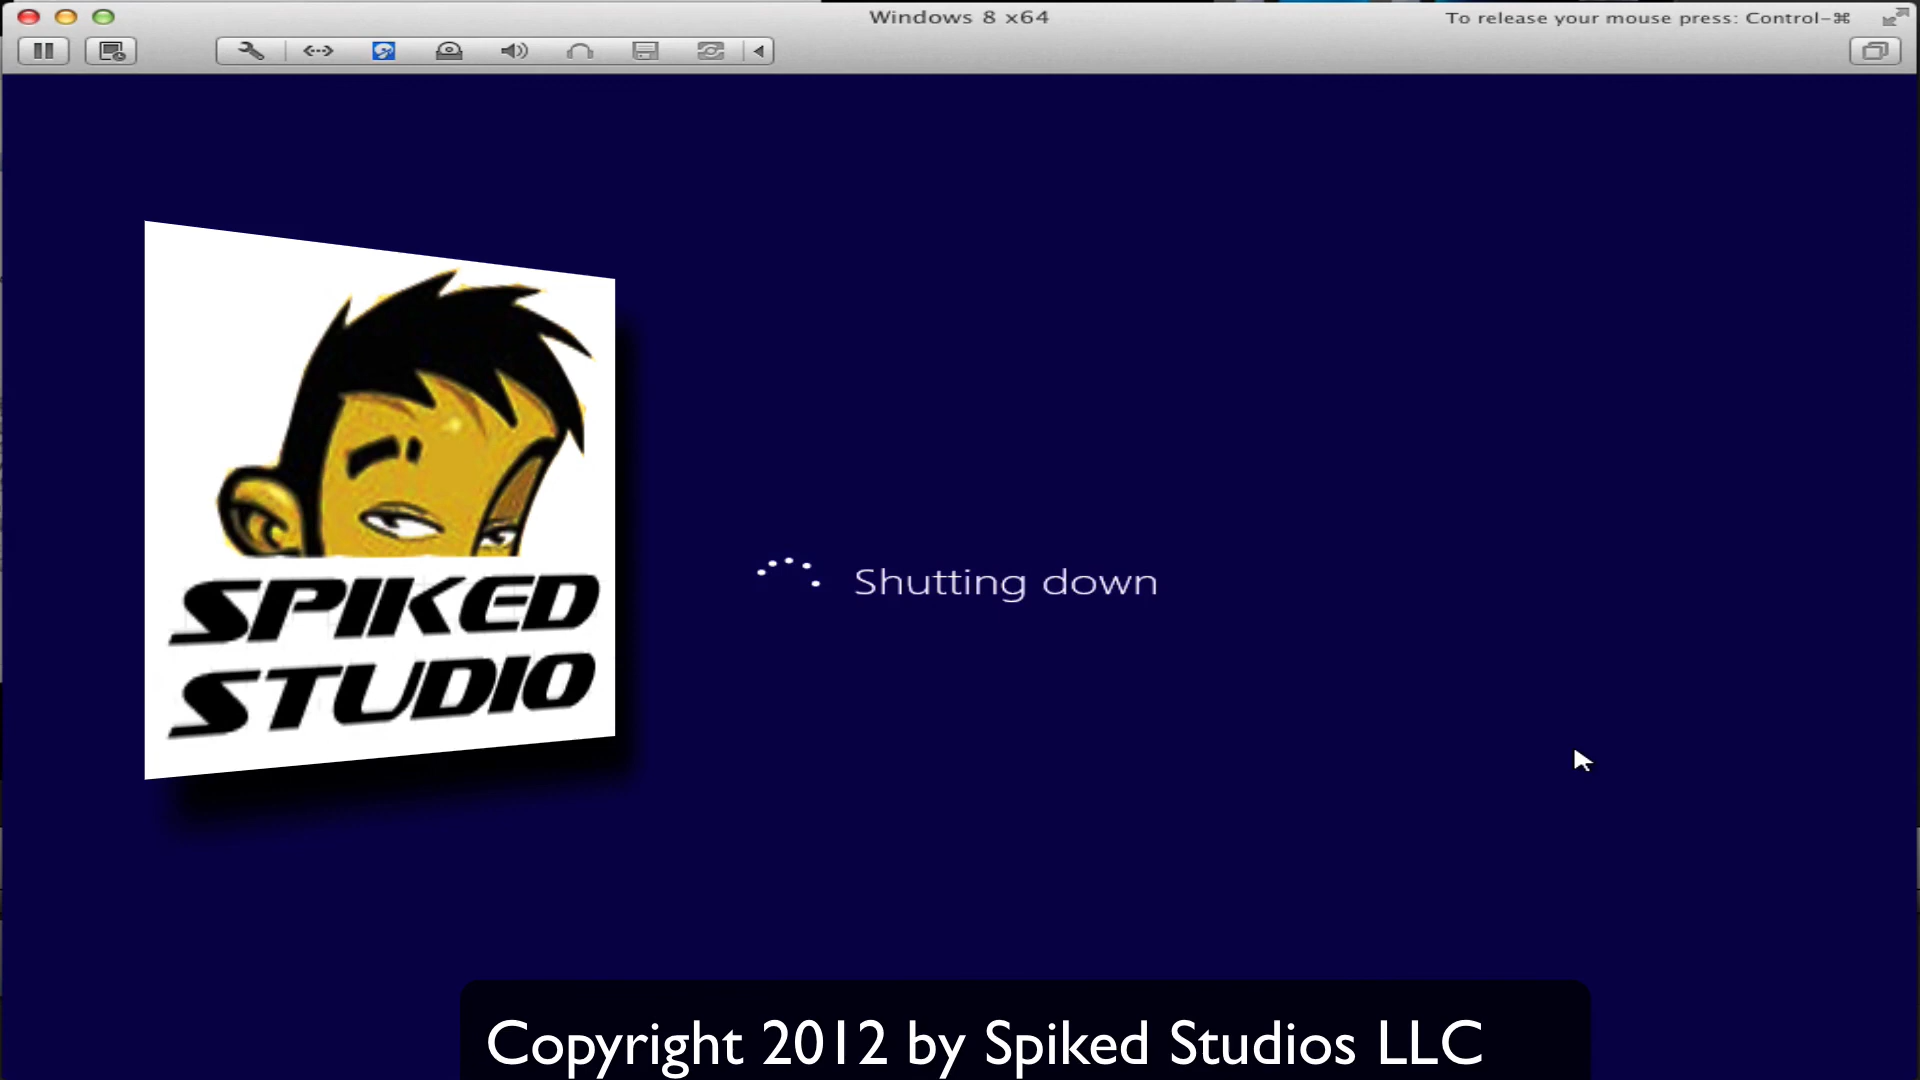 Windows 8 x64
To release your mouse press: Control-⌘
SPIKED
STUDIO
Shutting down
Copyright 2012 by Spiked Studios LLC